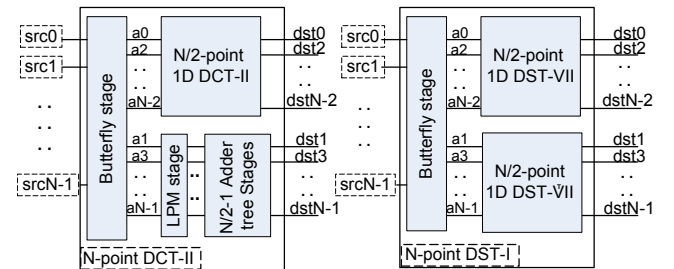 src0
src1
. .
. .
. .
srcN-1
Butterfly stage
a0
a2
. .
. .
aN-2
a1
a3
. .
. .
aN-1
N/2-point
1D DCT-II
LPM stage
..
..
N/2-1 Adder
tree Stages
dst0
dst2
. .
. .
dstN-2
dst1
dst3
. .
. .
dstN-1
N-point DCT-II
src0
src1
. .
. .
. .
srcN-1
Butterfly stage
a0
a2
. .
. .
aN-2
a1
a3
. .
. .
aN-1
N/2-point
1D DST-VII
N/2-point
1D DST-V̌II
dst0
dst2
. .
. .
dstN-2
dst1
dst3
. .
. .
dstN-1
N-point DST-I